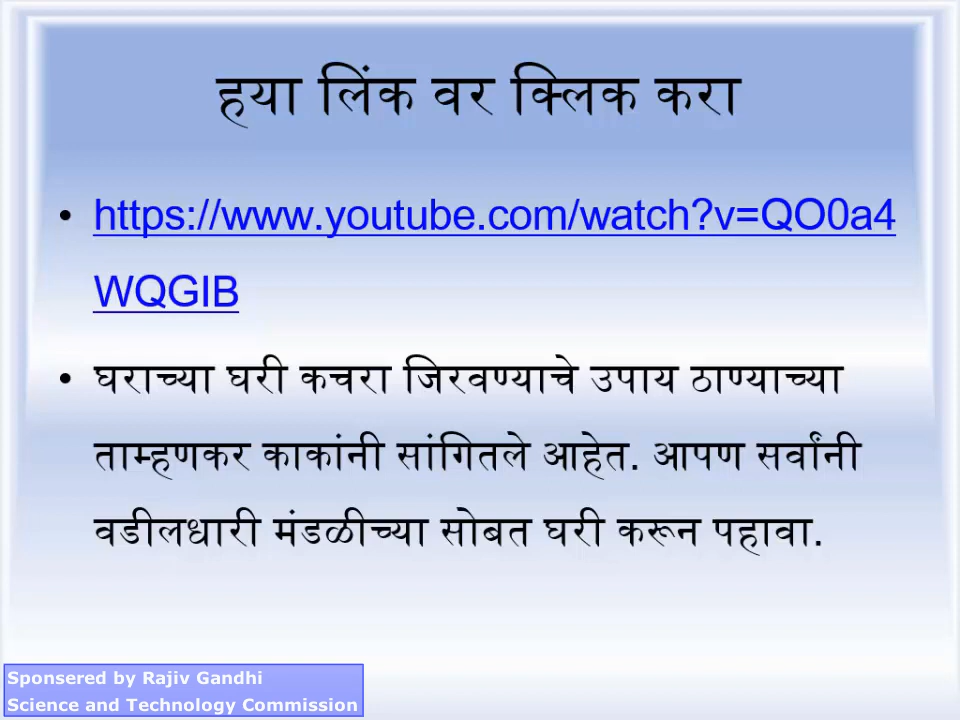 हया लिंक वर क्लिक करा
• https://www.youtube.com/watch?v=QO0a4
WQGIB
• घराच्या घरी कचरा जिरवण्याचे उपाय ठाण्याच्या
ताम्हणकर काकांनी सांगितले आहेत. आपण सर्वांनी
वडीलधारी मंडळीच्या सोबत घरी करून पहावा.
Sponsered by Rajiv Gandhi
Science and Technology Commission